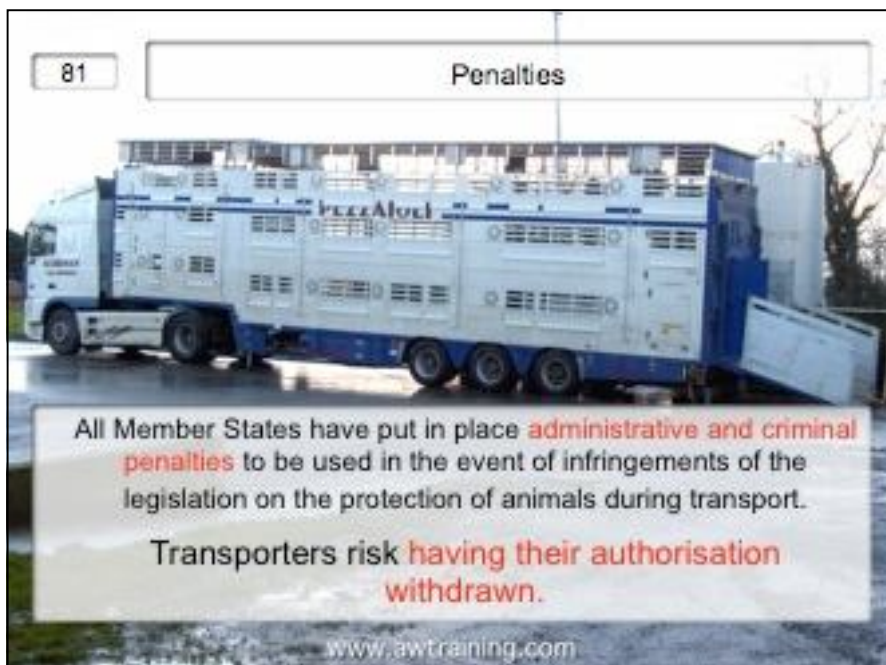 81
Penalties
PEZZAIOLI
All Member States have put in place administrative and criminal
penalties to be used in the event of infringements of the
legislation on the protection of animals during transport.
Transporters risk having their authorisation
withdrawn.
www.awtraining.com